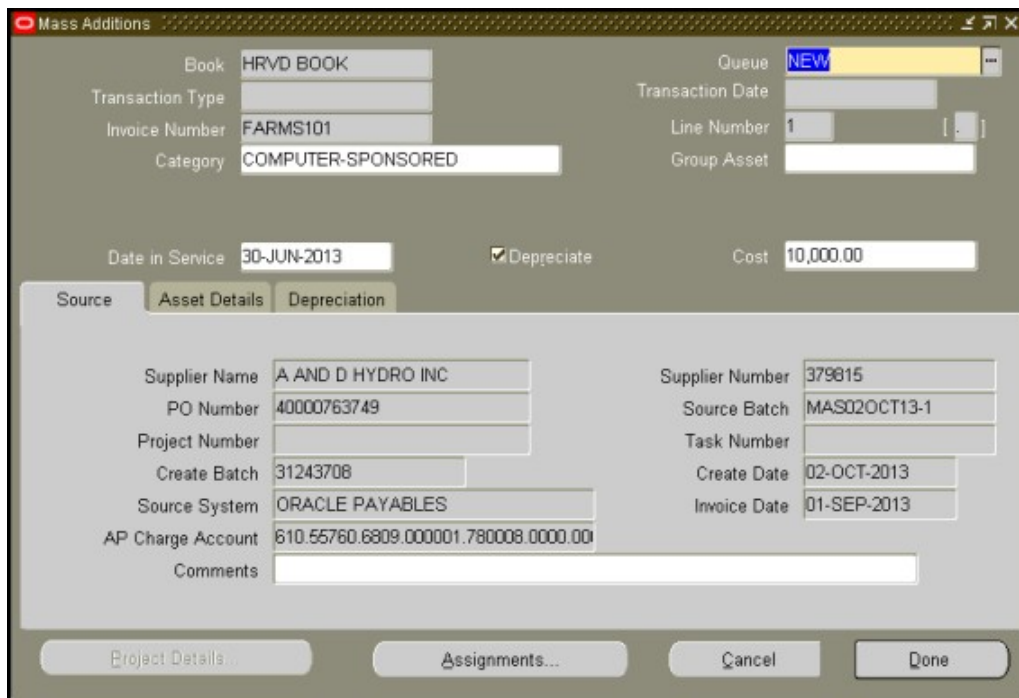 Mass Additions
Book HRVD BOOK Queue NEW ...
Transaction Type Transaction Date
Invoice Number FARMS101 Line Number 1 [ . ]
Category COMPUTER-SPONSORED Group Asset
Date in Service 30-JUN-2013 Depreciate Cost 10,000.00
Source Asset Details Depreciation
Supplier Name A AND D HYDRO INC Supplier Number 379815
PO Number 40000763749 Source Batch MAS02OCT13-1
Project Number Task Number
Create Batch 31243708 Create Date 02-OCT-2013
Source System ORACLE PAYABLES Invoice Date 01-SEP-2013
AP Charge Account 610.55760.6809.000001.780008.0000.00
Comments
Project Details... Assignments... Cancel Done